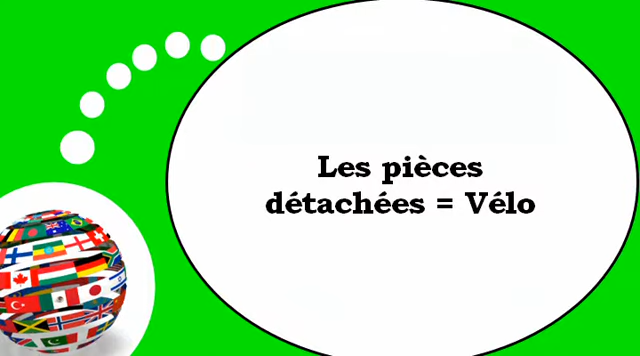 Les pièces
détachées = Vélo